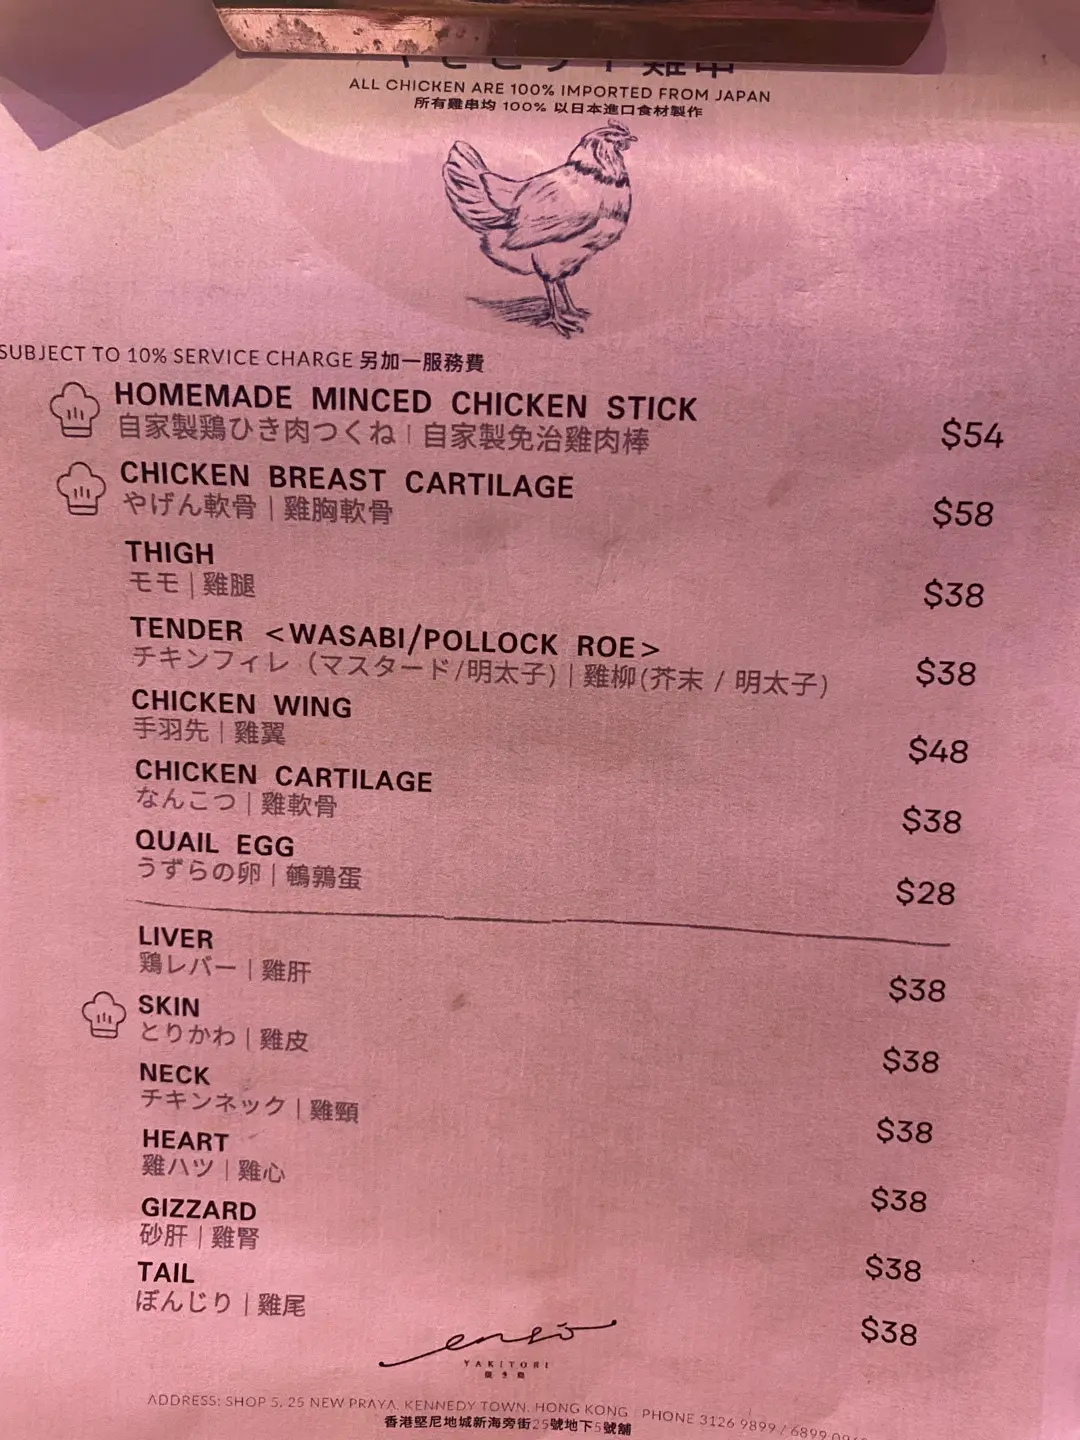 雞串
ALL CHICKEN ARE 100% IMPORTED FROM JAPAN
所有雞串均 100% 以日本進口食材製作
SUBJECT TO 10% SERVICE CHARGE 另加一服務費
HOMEMADE MINCED CHICKEN STICK
自家製鶏ひき肉つくね | 自家製免治雞肉棒
$54
CHICKEN BREAST CARTILAGE
やげん軟骨 | 雞胸軟骨
$58
THIGH
モモ | 雞腿
$38
TENDER <WASABI/POLLOCK ROE>
チキンフィレ (マスタード/明太子) | 雞柳(芥末 / 明太子)
$38
CHICKEN WING
手羽先 | 雞翼
$48
CHICKEN CARTILAGE
なんこつ | 雞軟骨
$38
QUAIL EGG
うずらの卵 | 鵪鶉蛋
$28
LIVER
鶏レバー | 雞肝
$38
SKIN
とりかわ | 雞皮
$38
NECK
チキンネック | 雞頸
$38
HEART
雞ハツ | 雞心
$38
GIZZARD
砂肝 | 雞腎
$38
TAIL
ぼんじり | 雞尾
$38
ensō
YAKITORI
ADDRESS: SHOP 5, 25 NEW PRAYA, KENNEDY TOWN, HONG KONG | PHONE 3126 9899 / 6899
香港堅尼地城新海旁街25號地下5號舖